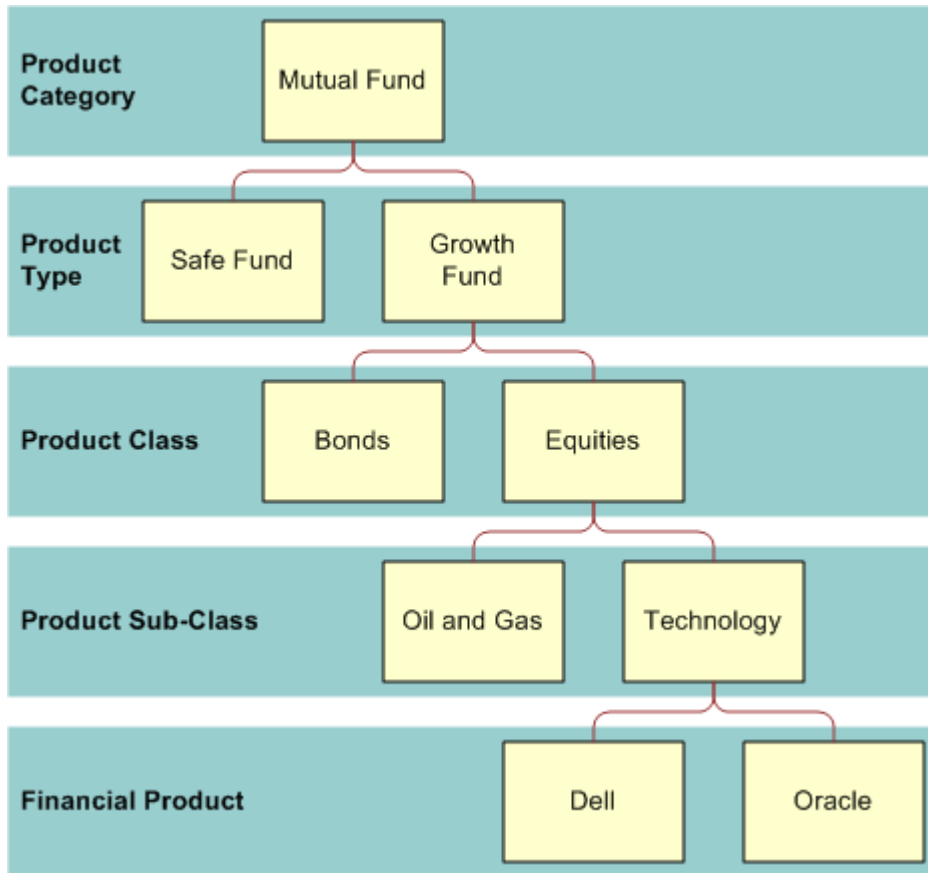 Product
Category
Mutual Fund
Product
Type
Safe Fund
Growth
Fund
Product Class
Bonds
Equities
Product Sub-Class
Oil and Gas
Technology
Financial Product
Dell
Oracle